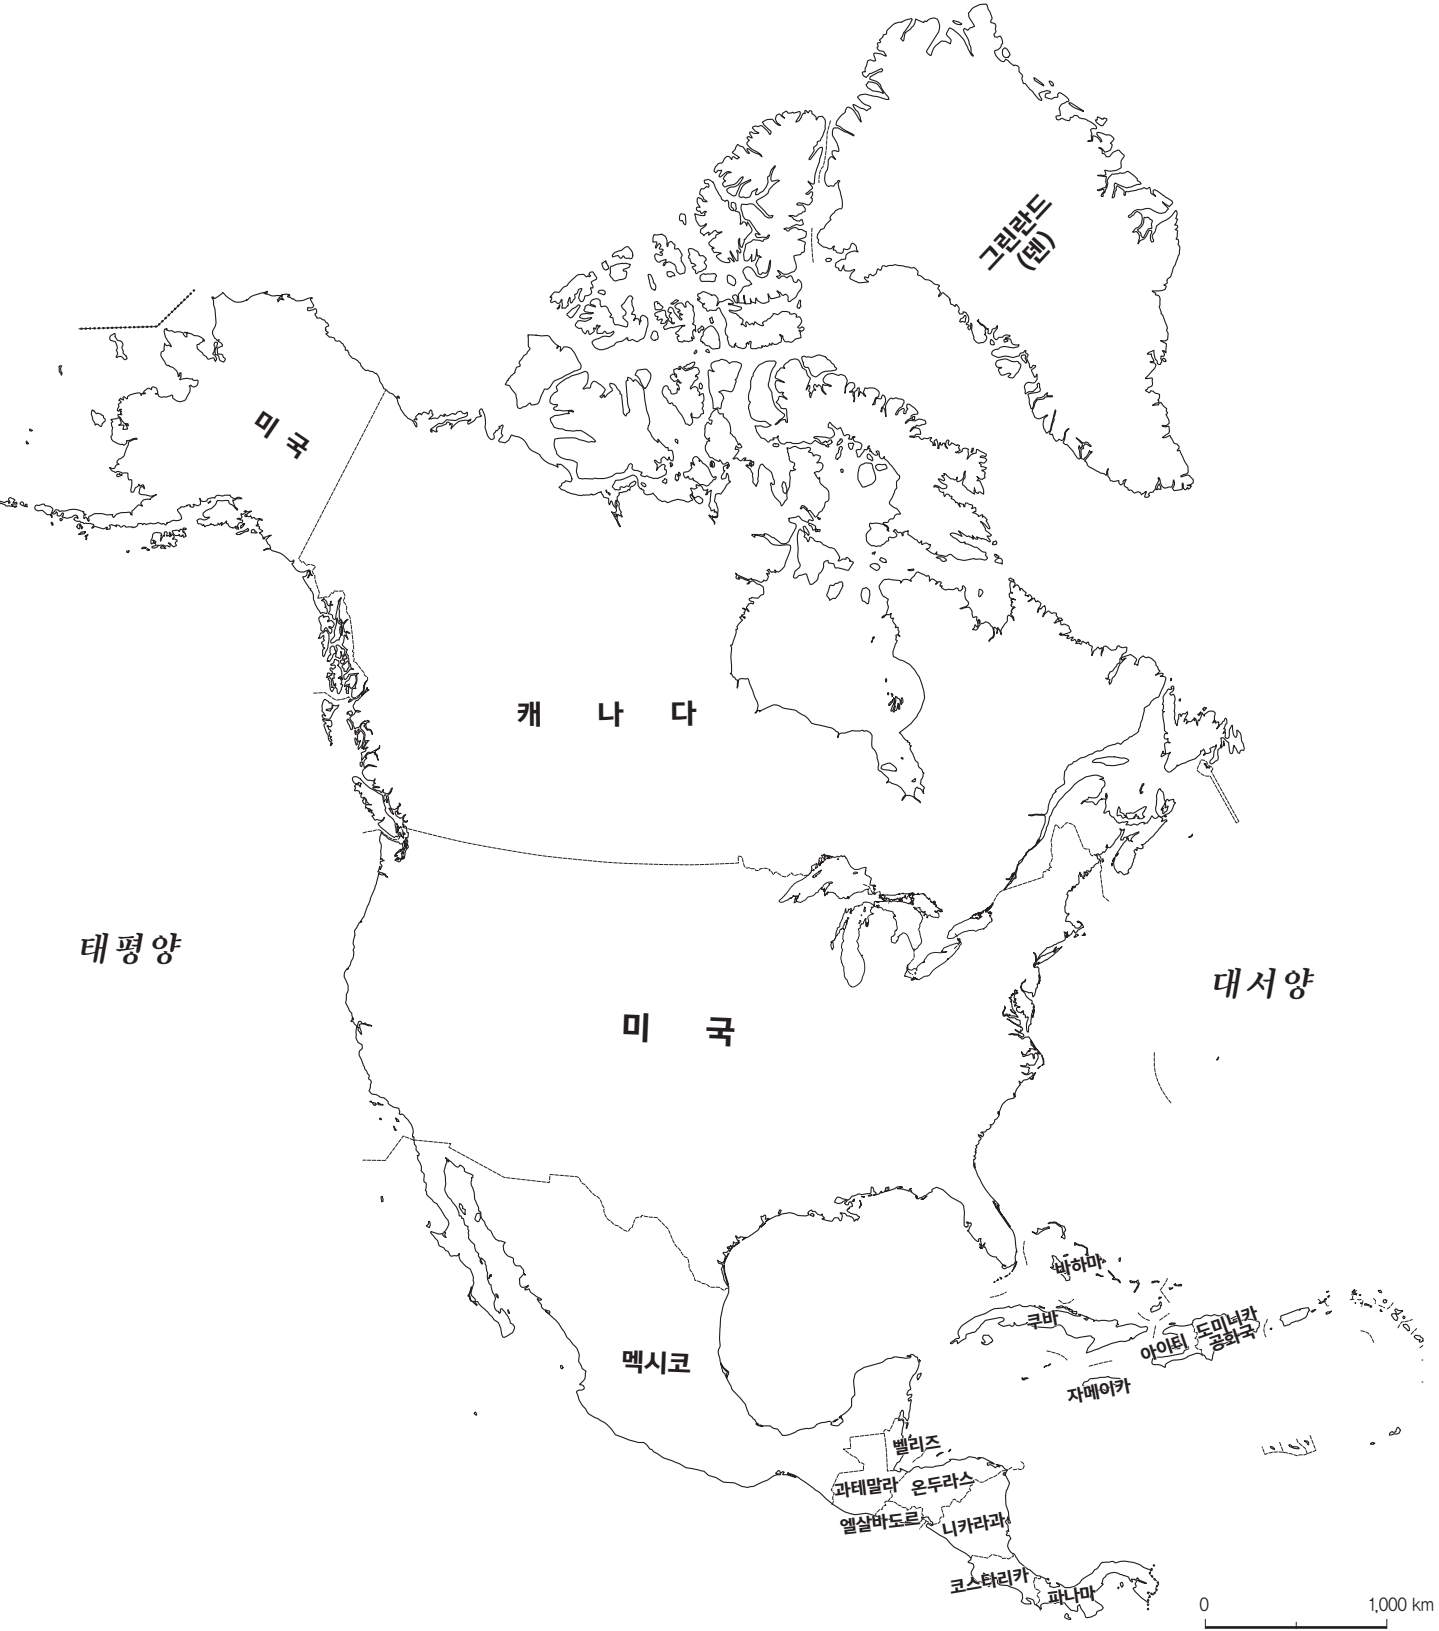 그린란드
(덴)
미 국
캐 나 다
태평양
대서양
미 국
바하마
쿠바
아이티
도미니카
공화국
멕시코
자메이카
벨리즈
과테말라
온두라스
엘살바도르
니카라과
코스타리카
파나마
0
1,000 km